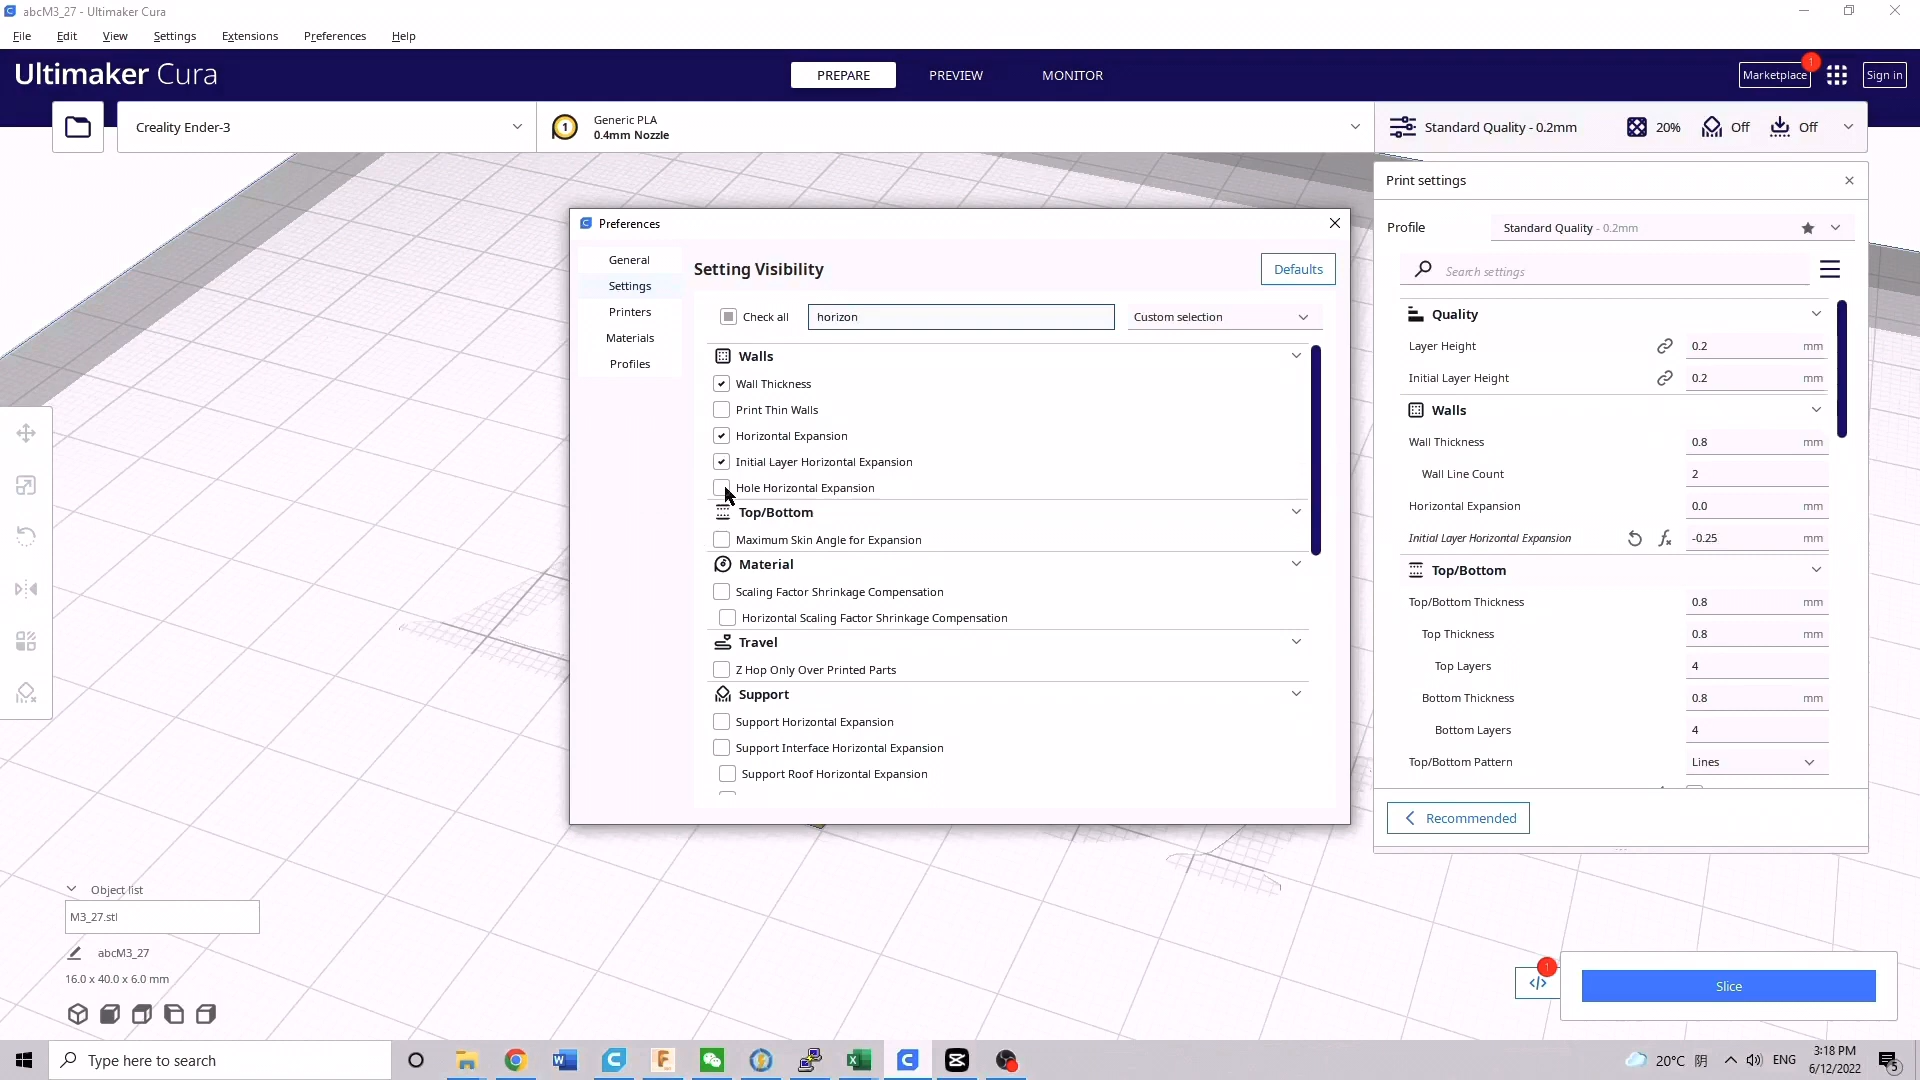 abcM3_27 - Ultimaker Cura
File Edit View Settings Extensions Preferences Help
Ultimaker Cura
PREPARE PREVIEW MONITOR
Marketplace 1 Sign in
Creality Ender-3
1 Generic PLA
0.4mm Nozzle
Standard Quality - 0.2mm 20% Off Off
Print settings
Profile Standard Quality - 0.2mm
Search settings
Quality
Layer Height 0.2 mm
Initial Layer Height 0.2 mm
Walls
Wall Thickness 0.8 mm
Wall Line Count 2
Horizontal Expansion 0.0 mm
Initial Layer Horizontal Expansion -0.25 mm
Top/Bottom
Top/Bottom Thickness 0.8 mm
Top Thickness 0.8 mm
Top Layers 4
Bottom Thickness 0.8 mm
Bottom Layers 4
Top/Bottom Pattern Lines
Recommended
Preferences
General
Settings
Printers
Materials
Profiles
Setting Visibility Defaults
Check all horizon Custom selection
Walls
Wall Thickness
Print Thin Walls
Horizontal Expansion
Initial Layer Horizontal Expansion
Hole Horizontal Expansion
Top/Bottom
Maximum Skin Angle for Expansion
Material
Scaling Factor Shrinkage Compensation
Horizontal Scaling Factor Shrinkage Compensation
Travel
Z Hop Only Over Printed Parts
Support
Support Horizontal Expansion
Support Interface Horizontal Expansion
Support Roof Horizontal Expansion
Object list
M3_27.stl
abcM3_27
16.0 x 40.0 x 6.0 mm
1
</>
Slice
Type here to search
20°C 阴
ENG
3:18 PM
6/12/2022
5